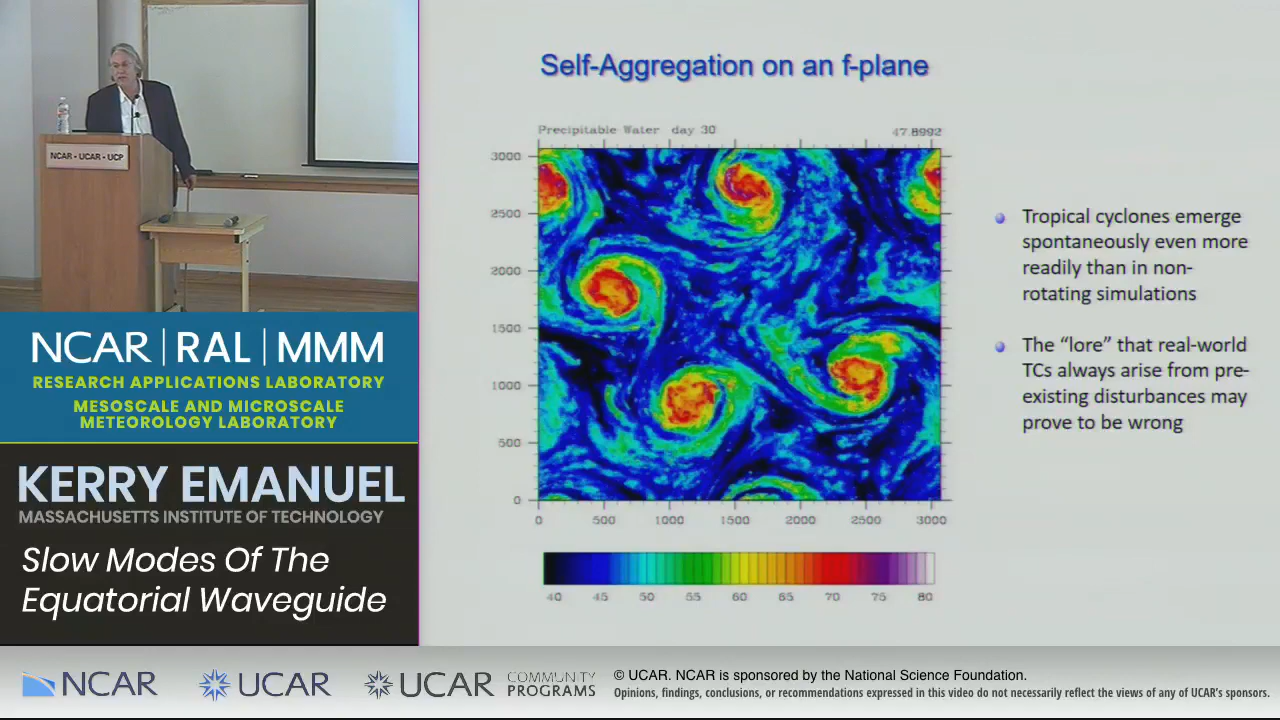 NCAR • UCAR • UCP
NCAR | RAL | MMM
RESEARCH APPLICATIONS LABORATORY
MESOSCALE AND MICROSCALE
METEOROLOGY LABORATORY
KERRY EMANUEL
MASSACHUSETTS INSTITUTE OF TECHNOLOGY
Slow Modes Of The
Equatorial Waveguide
Self-Aggregation on an f-plane
Precipitable Water day 30
47.8992
3000
2500
2000
1500
1000
500
0
0 500 1000 1500 2000 2500 3000
40 45 50 55 60 65 70 75 80
Tropical cyclones emerge
spontaneously even more
readily than in non-
rotating simulations
The “lore” that real-world
TCs always arise from pre-
existing disturbances may
prove to be wrong
NCAR
UCAR
UCAR
COMMUNITY
PROGRAMS
© UCAR. NCAR is sponsored by the National Science Foundation.
Opinions, findings, conclusions, or recommendations expressed in this video do not necessarily reflect the views of any of UCAR's sponsors.